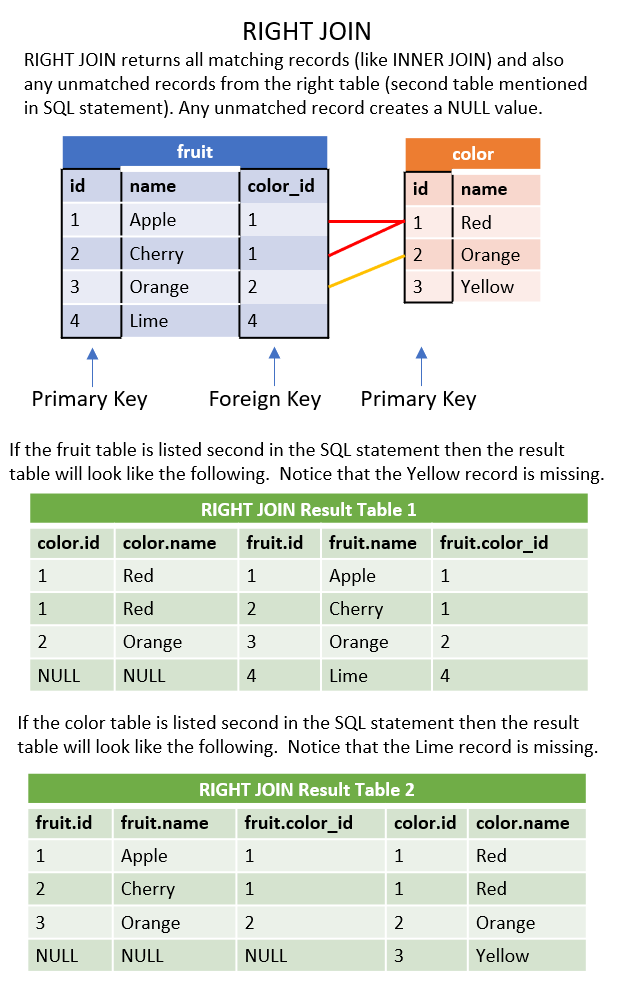 RIGHT JOIN
RIGHT JOIN returns all matching records (like INNER JOIN) and also
any unmatched records from the right table (second table mentioned
in SQL statement). Any unmatched record creates a NULL value.
fruit
id name color_id
1 Apple 1
2 Cherry 1
3 Orange 2
4 Lime 4
color
id name
1 Red
2 Orange
3 Yellow
Primary Key Foreign Key Primary Key
If the fruit table is listed second in the SQL statement then the result
table will look like the following. Notice that the Yellow record is missing.
RIGHT JOIN Result Table 1
color.id color.name fruit.id fruit.name fruit.color_id
1 Red 1 Apple 1
1 Red 2 Cherry 1
2 Orange 3 Orange 2
NULL NULL 4 Lime 4
If the color table is listed second in the SQL statement then the result
table will look like the following. Notice that the Lime record is missing.
RIGHT JOIN Result Table 2
fruit.id fruit.name fruit.color_id color.id color.name
1 Apple 1 1 Red
2 Cherry 1 1 Red
3 Orange 2 2 Orange
NULL NULL NULL 3 Yellow